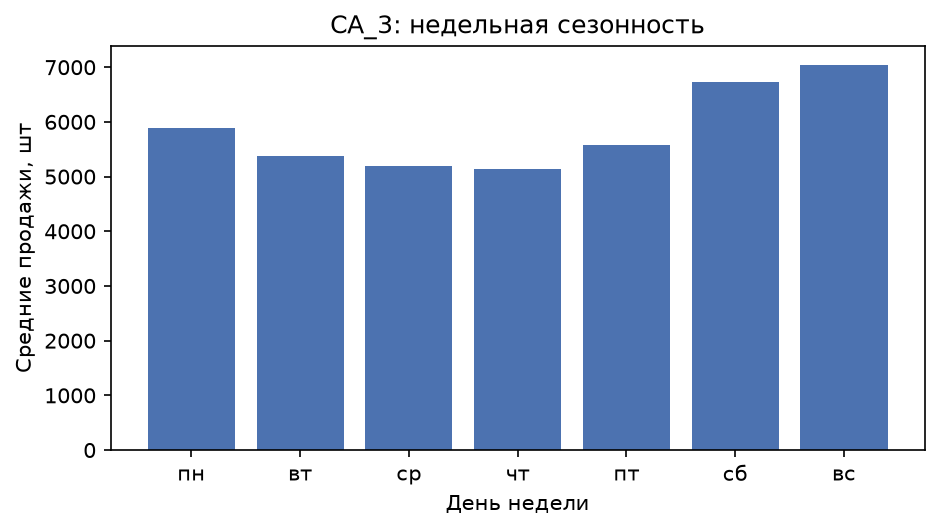 CA_3: недельная сезонность
Средние продажи, шт
7000
6000
5000
4000
3000
2000
1000
0
пн вт ср чт пт сб вс
День недели